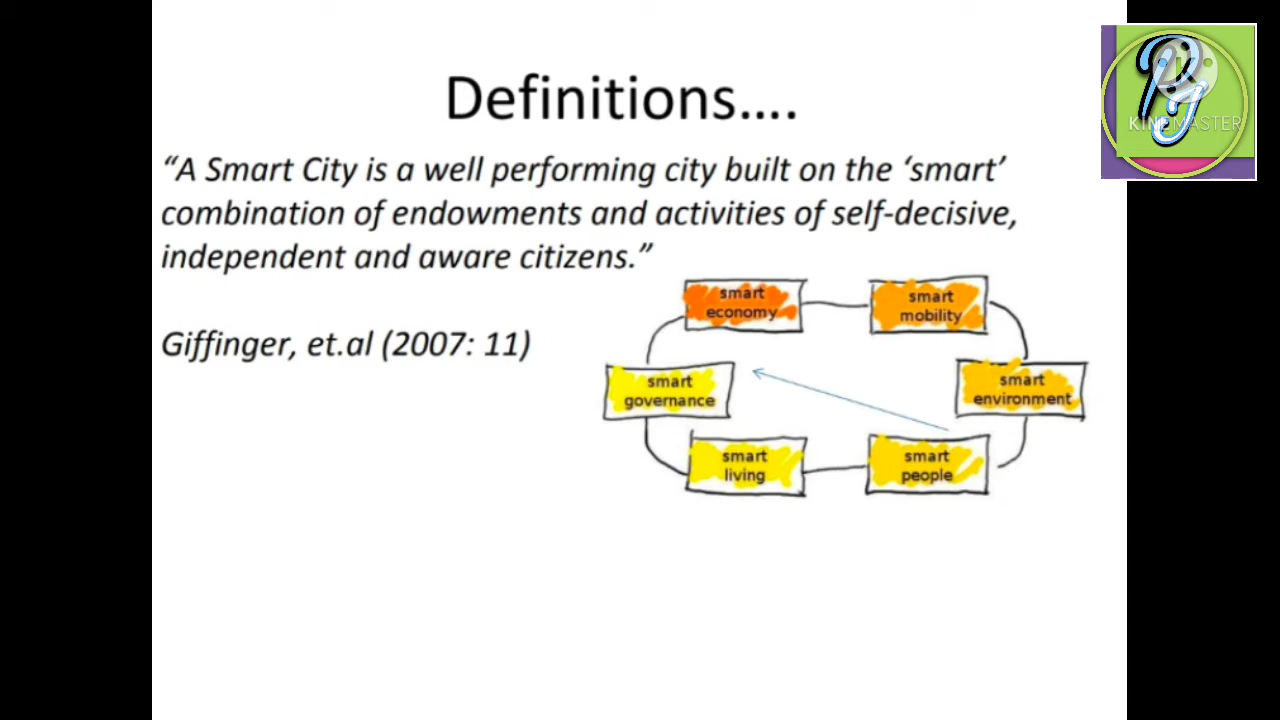 Definitions....
“A Smart City is a well performing city built on the ‘smart’
combination of endowments and activities of self-decisive,
independent and aware citizens.”
Giffinger, et.al (2007: 11)
smart
economy
smart
mobility
smart
environment
smart
people
smart
living
smart
governance
KINEMASTER